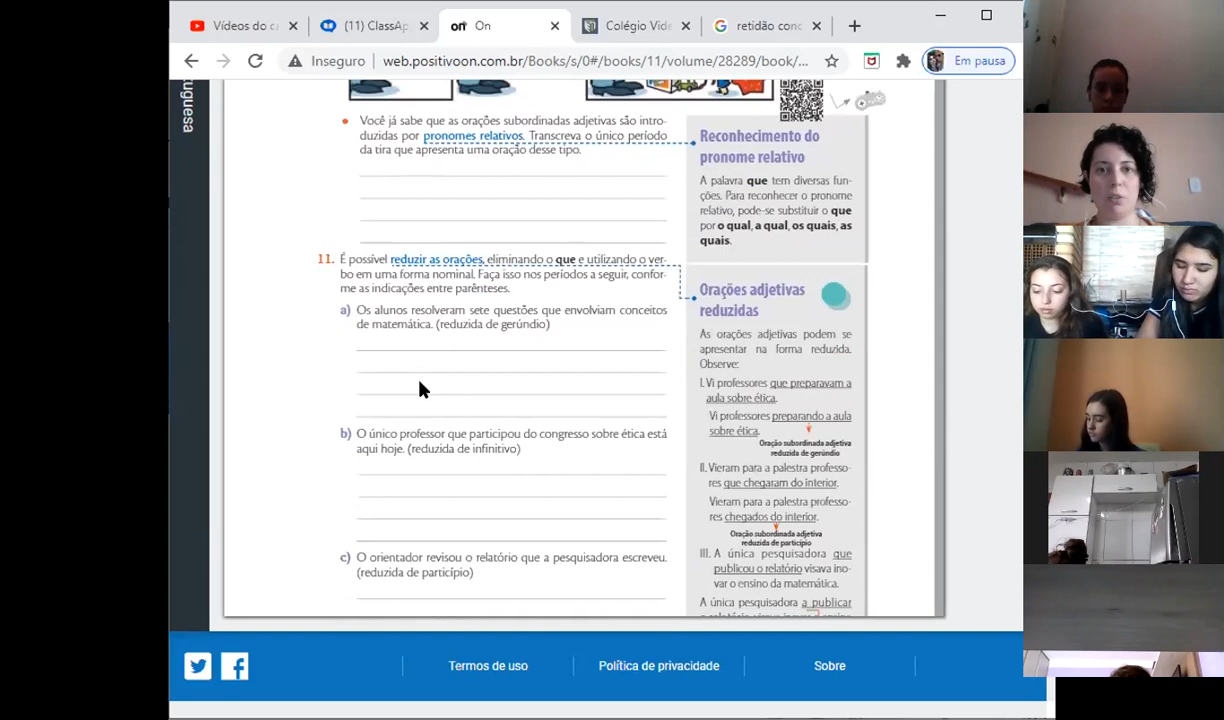 Vídeos do ca
(11) ClassAp
on On
Colégio Vide
retidão conc
Inseguro
web.positivoon.com.br/Books/s/0#/books/11/volume/28289/book/...
Em pausa
uguesa
• Você já sabe que as orações subordinadas adjetivas são intro-
duzidas por pronomes relativos. Transcreva o único período
da tira que apresenta uma oração desse tipo.
Reconhecimento do
pronome relativo
A palavra que tem diversas fun-
ções. Para reconhecer o pronome
relativo, pode-se substituir o que
por o qual, a qual, os quais, as
quais.
11. É possível reduzir as orações, eliminando o que e utilizando o ver-
bo em uma forma nominal. Faça isso nos períodos a seguir, confor-
me as indicações entre parênteses.
a) Os alunos resolveram sete questões que envolviam conceitos
de matemática. (reduzida de gerúndio)
b) O único professor que participou do congresso sobre ética está
aqui hoje. (reduzida de infinitivo)
c) O orientador revisou o relatório que a pesquisadora escreveu.
(reduzida de particípio)
Orações adjetivas
reduzidas
As orações adjetivas podem se
apresentar na forma reduzida.
Observe:
I. Vi professores que preparavam a
aula sobre ética.
Vi professores preparando a aula
sobre ética.
Oração subordinada adjetiva
reduzida de gerúndio
II. Vieram para a palestra professo-
res que chegaram do interior.
Vieram para a palestra professo-
res chegados do interior.
Oração subordinada adjetiva
reduzida de particípio
III. A única pesquisadora que
publicou o relatório visava ino-
var o ensino da matemática.
A única pesquisadora a publicar
Termos de uso
Política de privacidade
Sobre